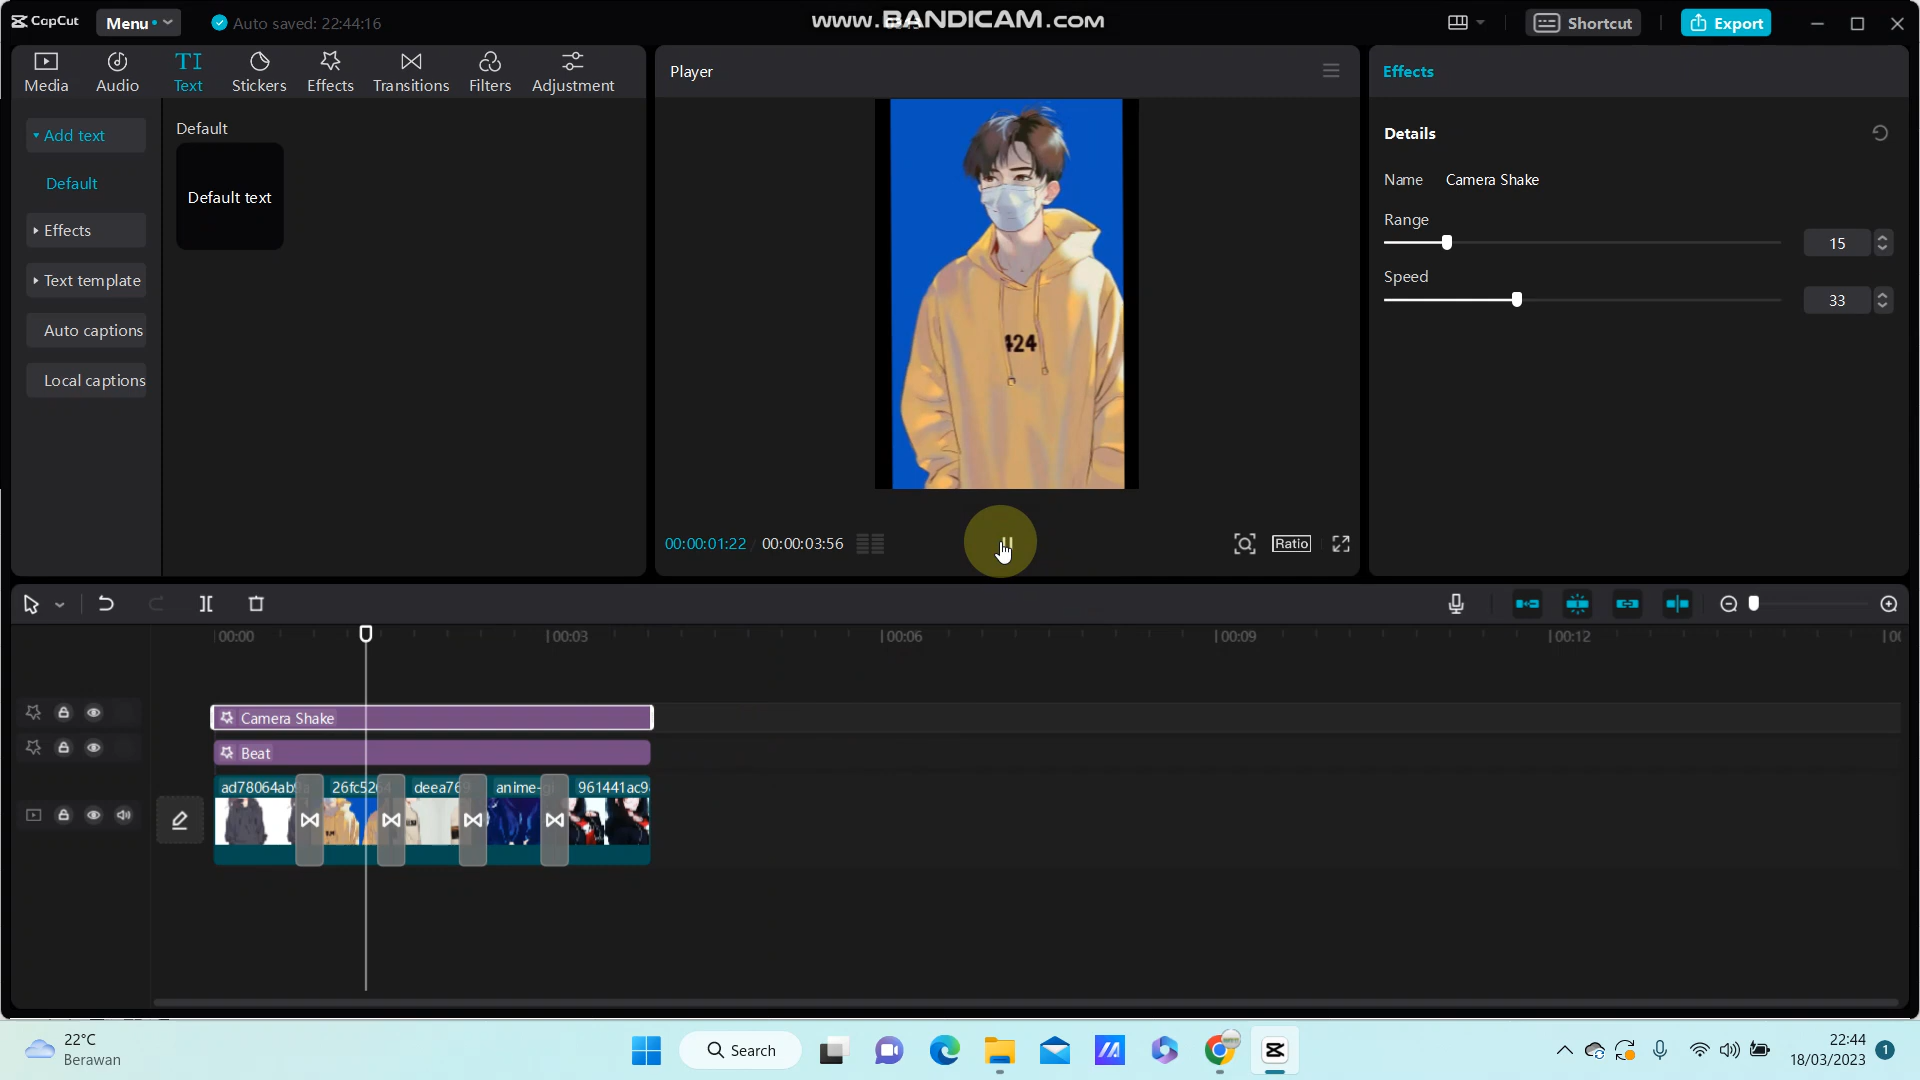 CapCut
Menu
Auto saved: 22:44:16
www.BANDICAM.com
Shortcut
Export
Media
Audio
TI
Text
Stickers
Effects
Transitions
Filters
Adjustment
Player
Effects
Add text
Default
Effects
Text template
Auto captions
Local captions
Default
Default text
424
00:00:01:22
00:00:03:56
Ratio
Details
Name
Camera Shake
Range
15
Speed
33
00:00
00:03
00:06
00:09
00:12
Camera Shake
Beat
ad78064ab
26fc526
deea76
anime-g
961441ac9
22°C
Berawan
Search
22:44
18/03/2023
1